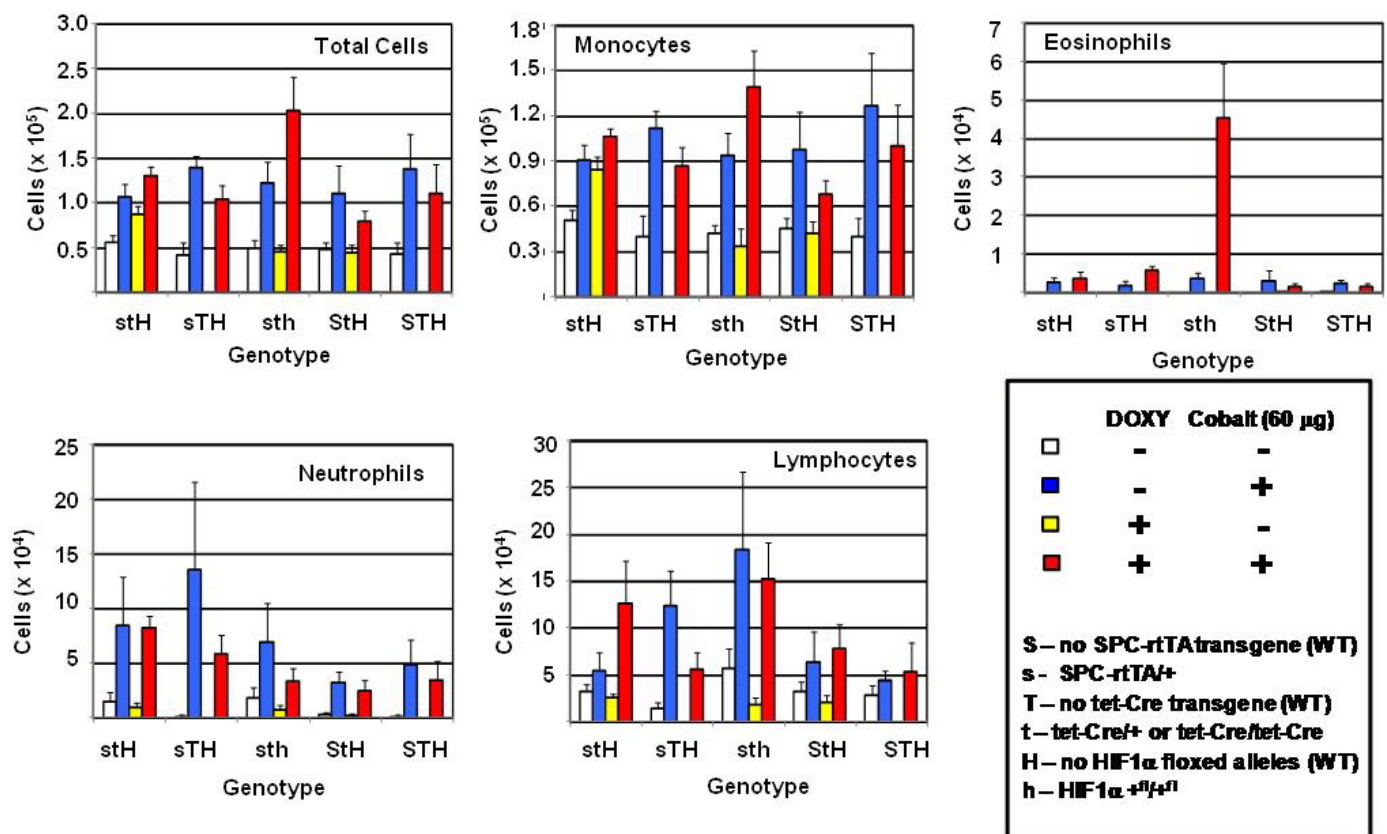 Total Cells
Cells (x 10⁵)
3.0
2.5
2.0
1.5
1.0
0.5
stH sTH sth StH STH
Genotype
Monocytes
Cells (x 10⁵)
1.8
1.5
1.2
0.9
0.6
0.3
stH sTH sth StH STH
Genotype
Eosinophils
Cells (x 10⁴)
7
6
5
4
3
2
1
stH sTH sth StH STH
Genotype
Neutrophils
Cells (x 10⁴)
25
20
15
10
5
stH sTH sth StH STH
Genotype
Lymphocytes
Cells (x 10⁴)
30
25
20
15
10
5
stH sTH sth StH STH
Genotype
DOXY Cobalt (60 µg)
- -
- +
+ -
+ +
S – no SPC-rtTA transgene (WT)
s - SPC-rtTA/+
T – no tet-Cre transgene (WT)
t – tet-Cre/+ or tet-Cre/tet-Cre
H – no HIF1α floxed alleles (WT)
h – HIF1α +ᶠˡ/+ᶠˡ